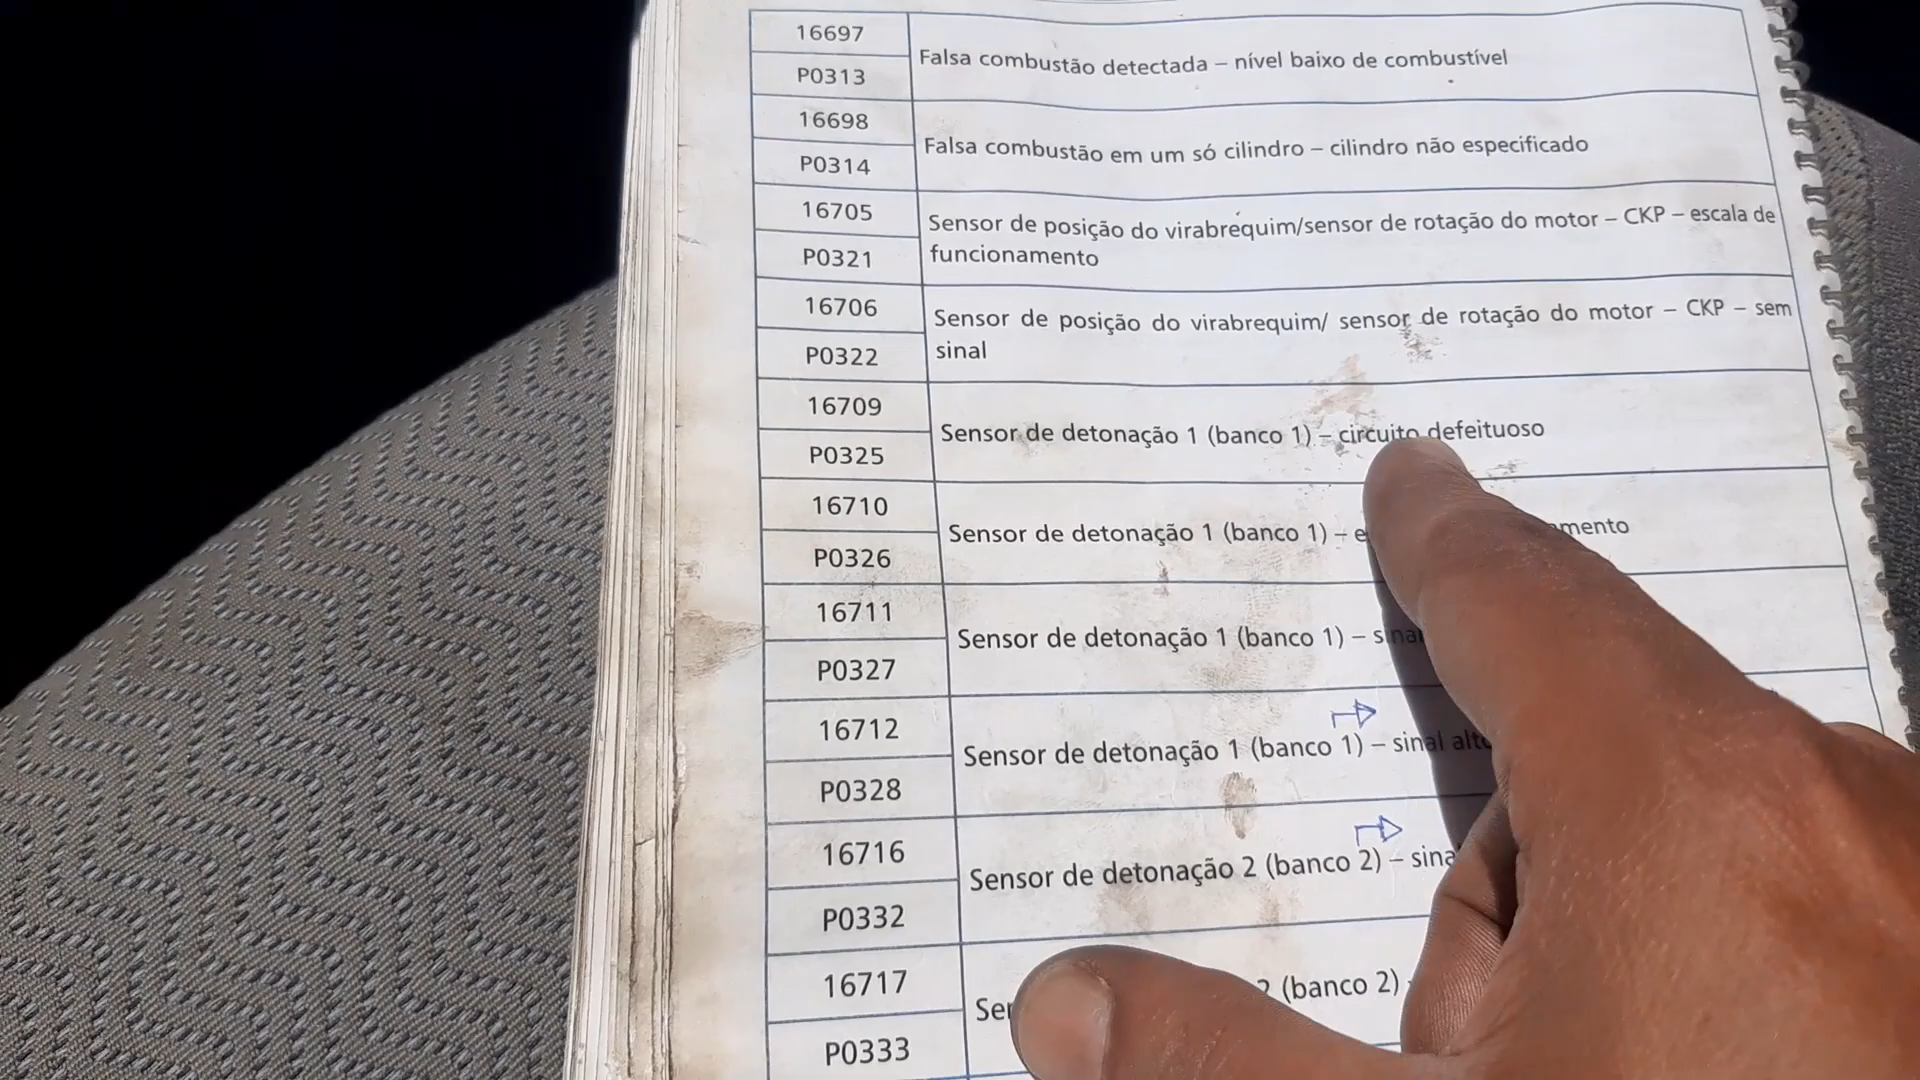 16697
P0313
Falsa combustão detectada – nível baixo de combustível
16698
P0314
Falsa combustão em um só cilindro – cilindro não especificado
16705
P0321
Sensor de posição do virabrequim/sensor de rotação do motor – CKP – escala de
funcionamento
16706
P0322
Sensor de posição do virabrequim/ sensor de rotação do motor – CKP – sem
sinal
16709
P0325
Sensor de detonação 1 (banco 1) – circuito defeituoso
16710
P0326
Sensor de detonação 1 (banco 1) –
16711
P0327
Sensor de detonação 1 (banco 1) – sinal
16712
P0328
Sensor de detonação 1 (banco 1) – sinal alto
16716
P0332
Sensor de detonação 2 (banco 2) – sinal
16717
P0333
2 (banco 2)